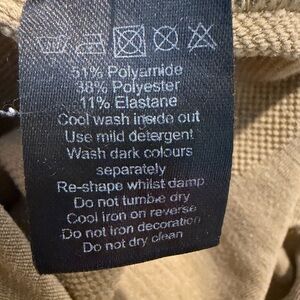 51% Polyamide
38% Polyester
11% Elastane
Cool wash inside out
Use mild detergent
Wash dark colours
separately
Re-shape whilst damp
Do not tumble dry
Cool iron on reverse
Do not iron decoration
Do not dry clean